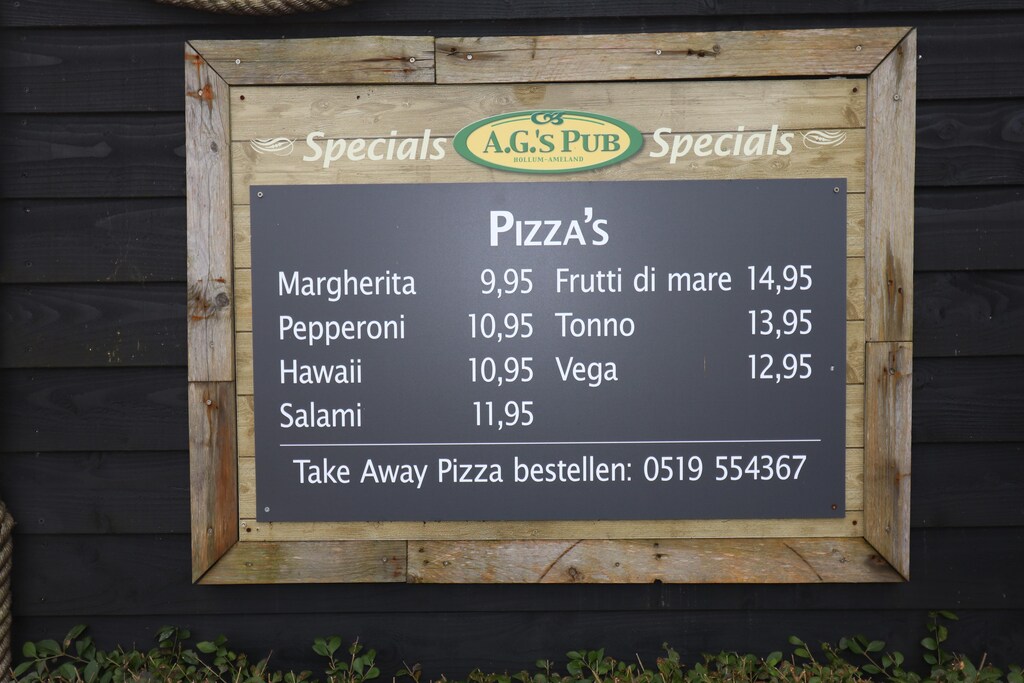 Specials A.G.'s Pub Specials
BOLLUM-AMELAND
PIZZA'S
Margherita 9,95 Frutti di mare 14,95
Pepperoni 10,95 Tonno 13,95
Hawaii 10,95 Vega 12,95
Salami 11,95
Take Away Pizza bestellen: 0519 554367